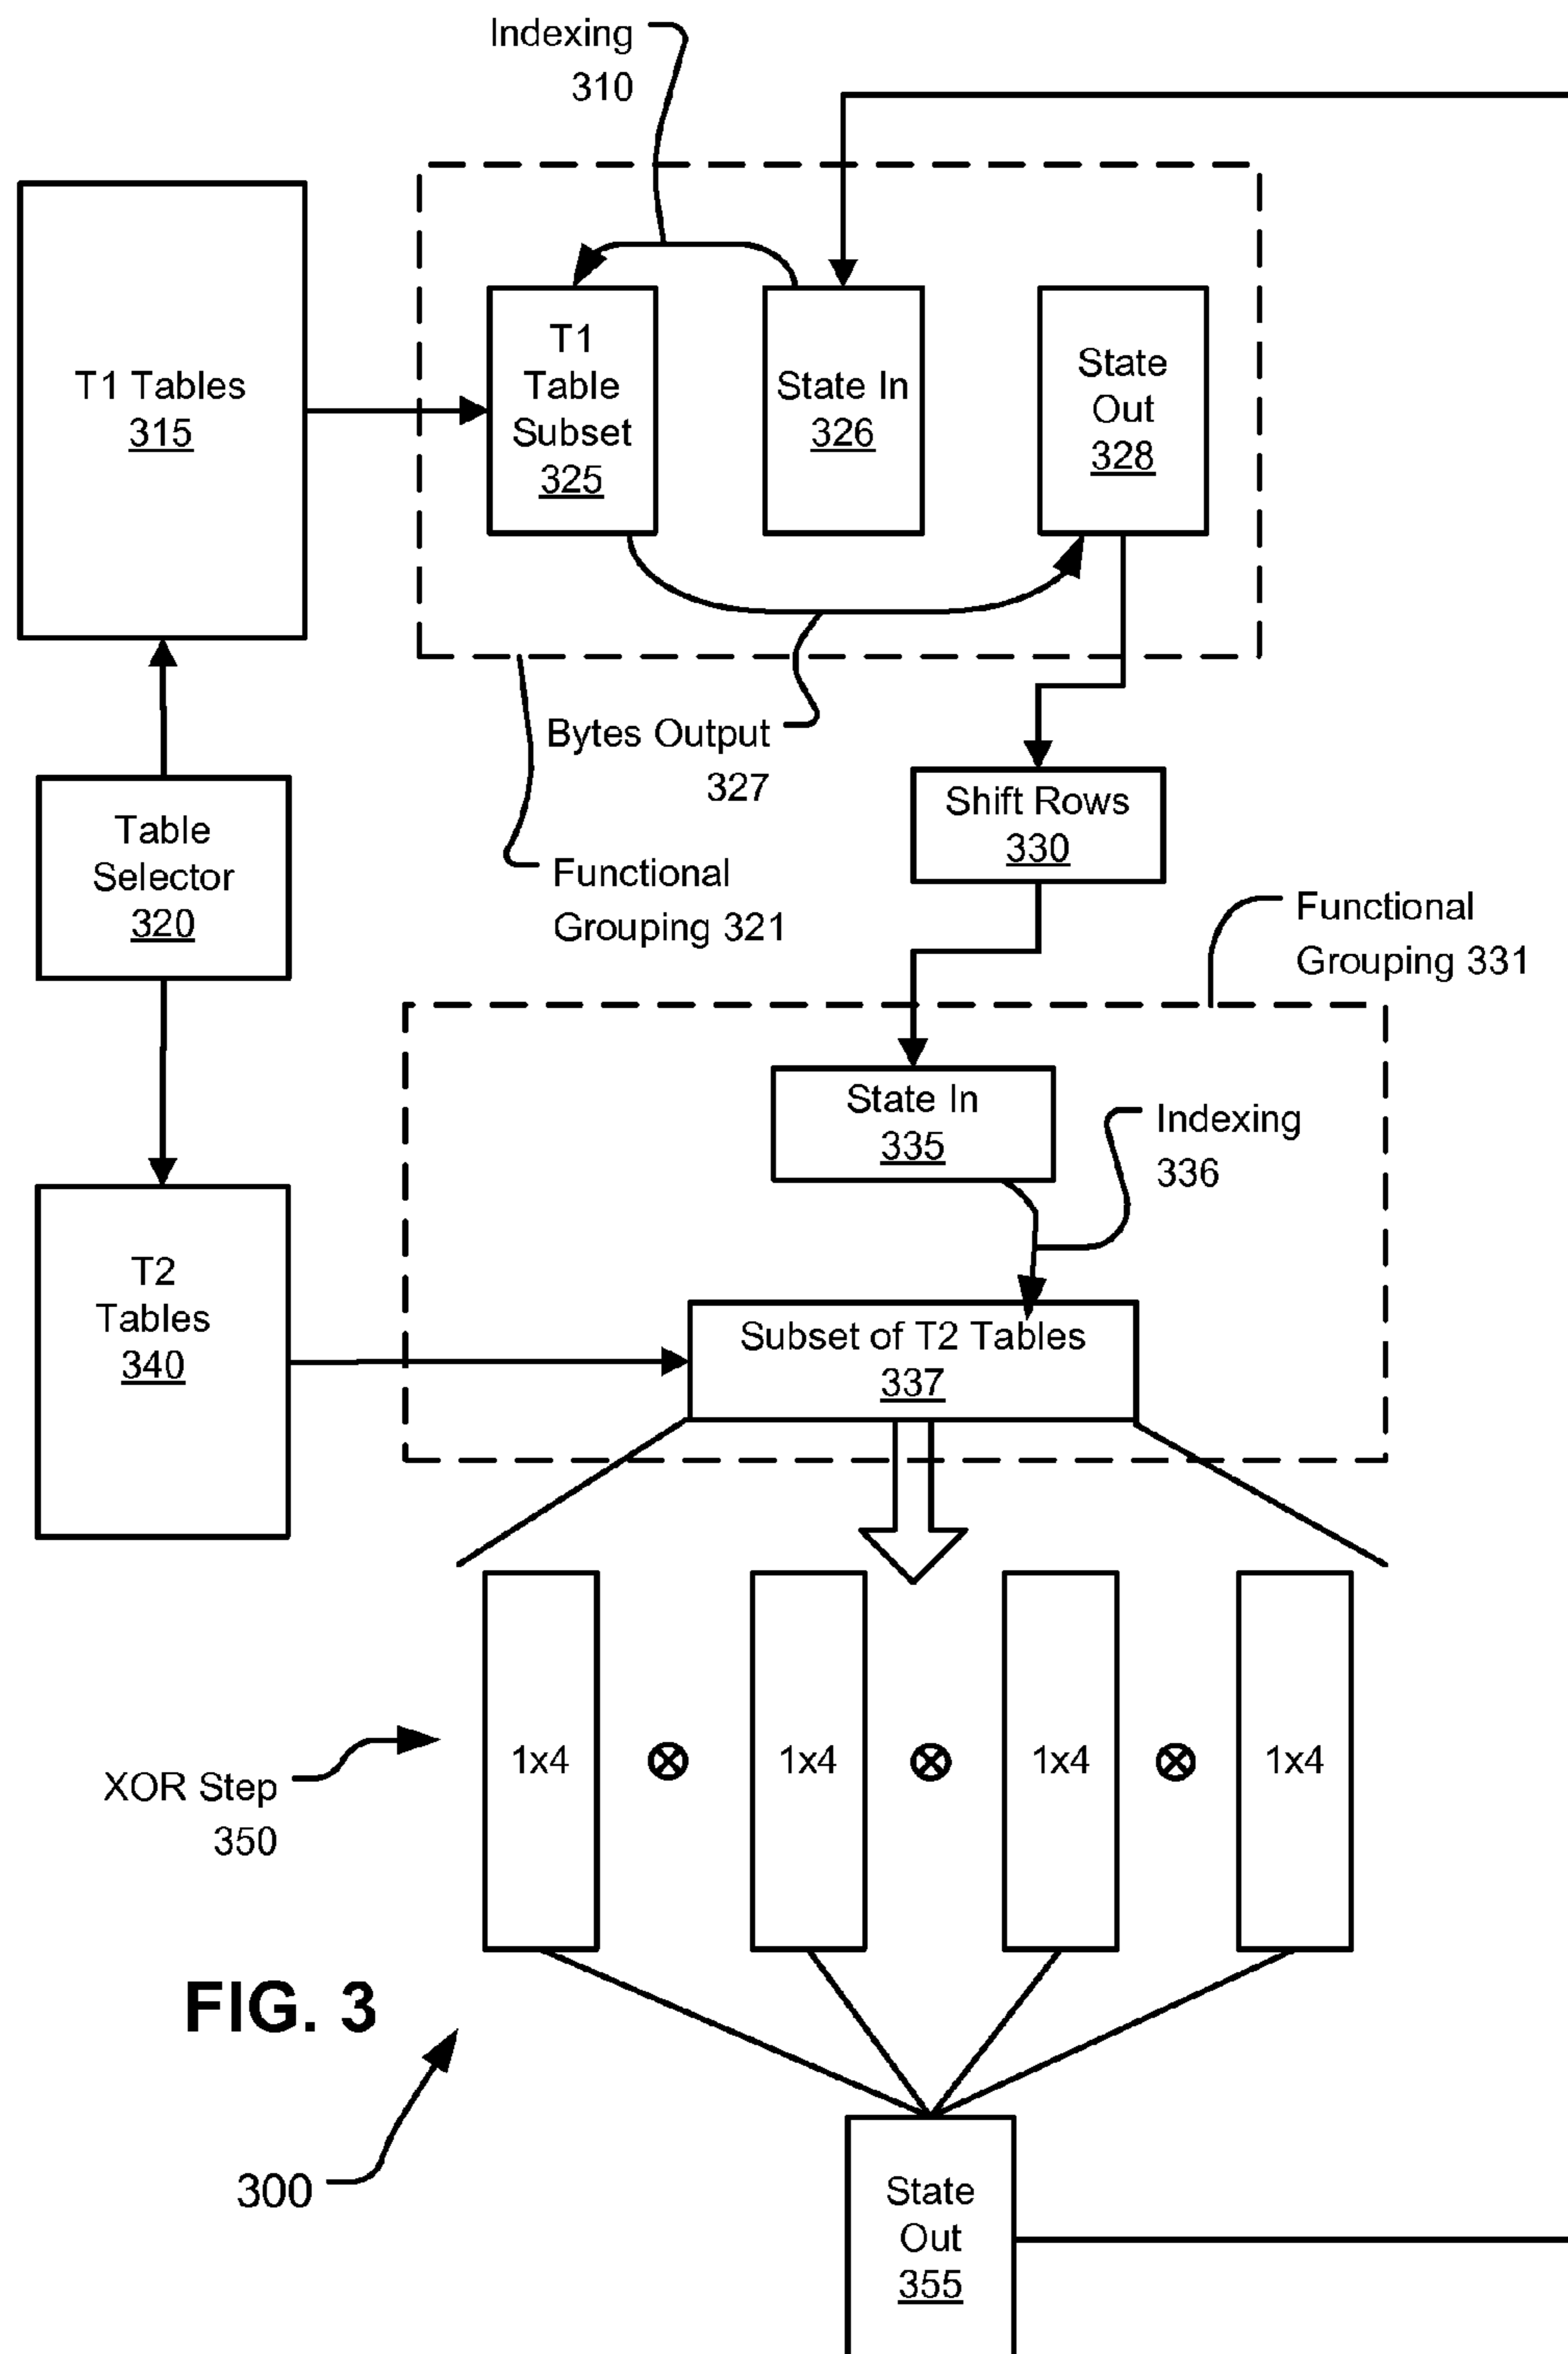 Indexing
310
T1 Tables
315
T1
Table
Subset
325
State In
326
State
Out
328
Bytes Output
327
Table
Selector
320
Shift Rows
330
Functional
Grouping 321
Functional
Grouping 331
State In
335
Indexing
336
T2
Tables
340
Subset of T2 Tables
337
1x4
1x4
1x4
1x4
XOR Step
350
FIG. 3
300
State
Out
355